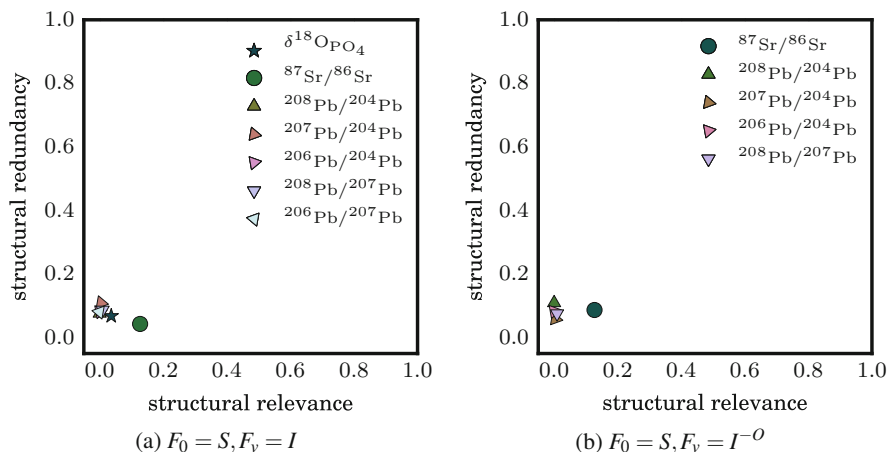 1.0
0.8
0.6
0.4
0.2
0.0
structural redundancy
δ¹⁸O_PO₄
⁸⁷Sr/⁸⁶Sr
²⁰⁸Pb/²⁰⁴Pb
²⁰⁷Pb/²⁰⁴Pb
²⁰⁶Pb/²⁰⁴Pb
²⁰⁸Pb/²⁰⁷Pb
²⁰⁶Pb/²⁰⁷Pb
0.0 0.2 0.4 0.6 0.8 1.0
structural relevance
(a) F₀ = S, Fᵥ = I
1.0
0.8
0.6
0.4
0.2
0.0
structural redundancy
⁸⁷Sr/⁸⁶Sr
²⁰⁸Pb/²⁰⁴Pb
²⁰⁷Pb/²⁰⁴Pb
²⁰⁶Pb/²⁰⁴Pb
²⁰⁸Pb/²⁰⁷Pb
0.0 0.2 0.4 0.6 0.8 1.0
structural relevance
(b) F₀ = S, Fᵥ = I⁻ᴼ